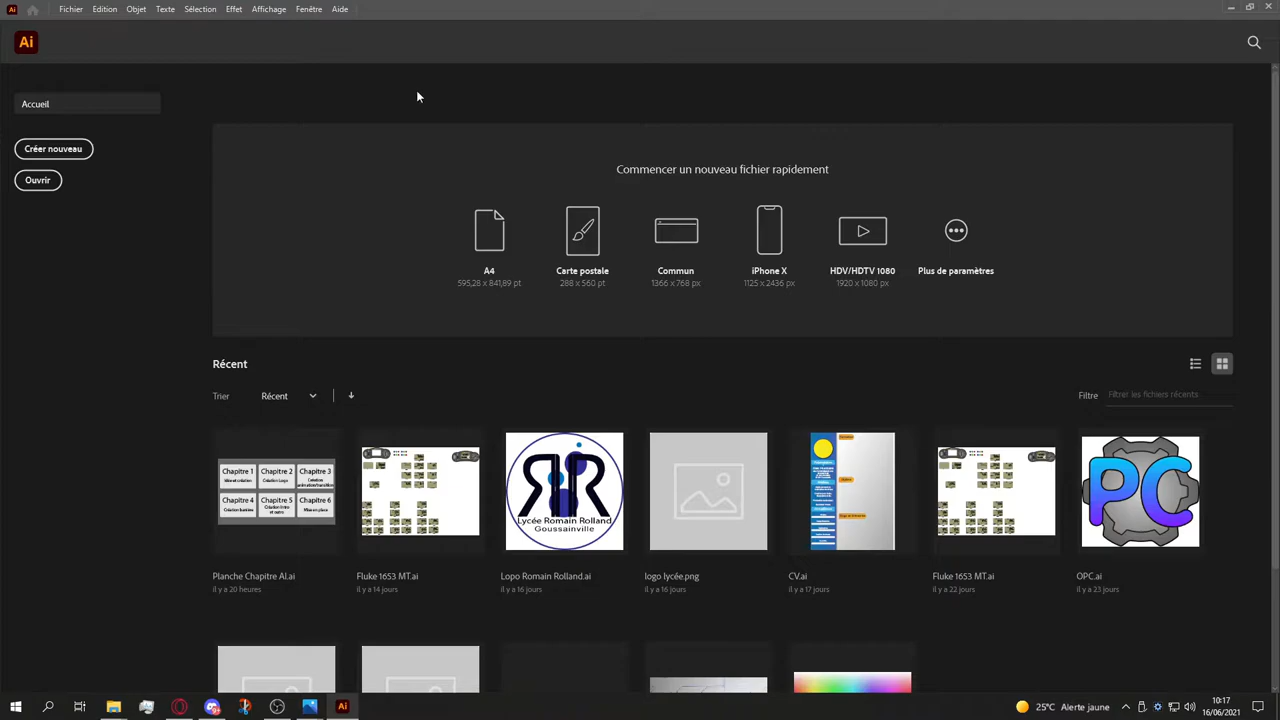 Ai Fichier Edition Objet Texte Sélection Effet Affichage Fenêtre Aide
Ai
Accueil
Créer nouveau
Ouvrir
Commencer un nouveau fichier rapidement
A4 Carte postale Commun iPhone X HDV/HDTV 1080 Plus de paramètres
595,28 x 841,89 pt 288 x 560 pt 1366 x 768 px 1125 x 2436 px 1920 x 1080 px
Récent
Trier Récent Filtre Filtrer les fichiers récents
Chapitre 1 Chapitre 2 Chapitre 3
Chapitre 4 Chapitre 5 Chapitre 6
Lycée Romain Rolland
Goussainville
PC
Planche Chapitre AI.ai Fluke 1653 MT.ai Lopo Romain Rolland.ai logo lycée.png CV.ai Fluke 1653 MT.ai OPC.ai
il y a 20 heures il y a 14 jours il y a 16 jours il y a 16 jours il y a 17 jours il y a 22 jours il y a 23 jours
Ai 25°C Alerte jaune 10:17
16/06/2021